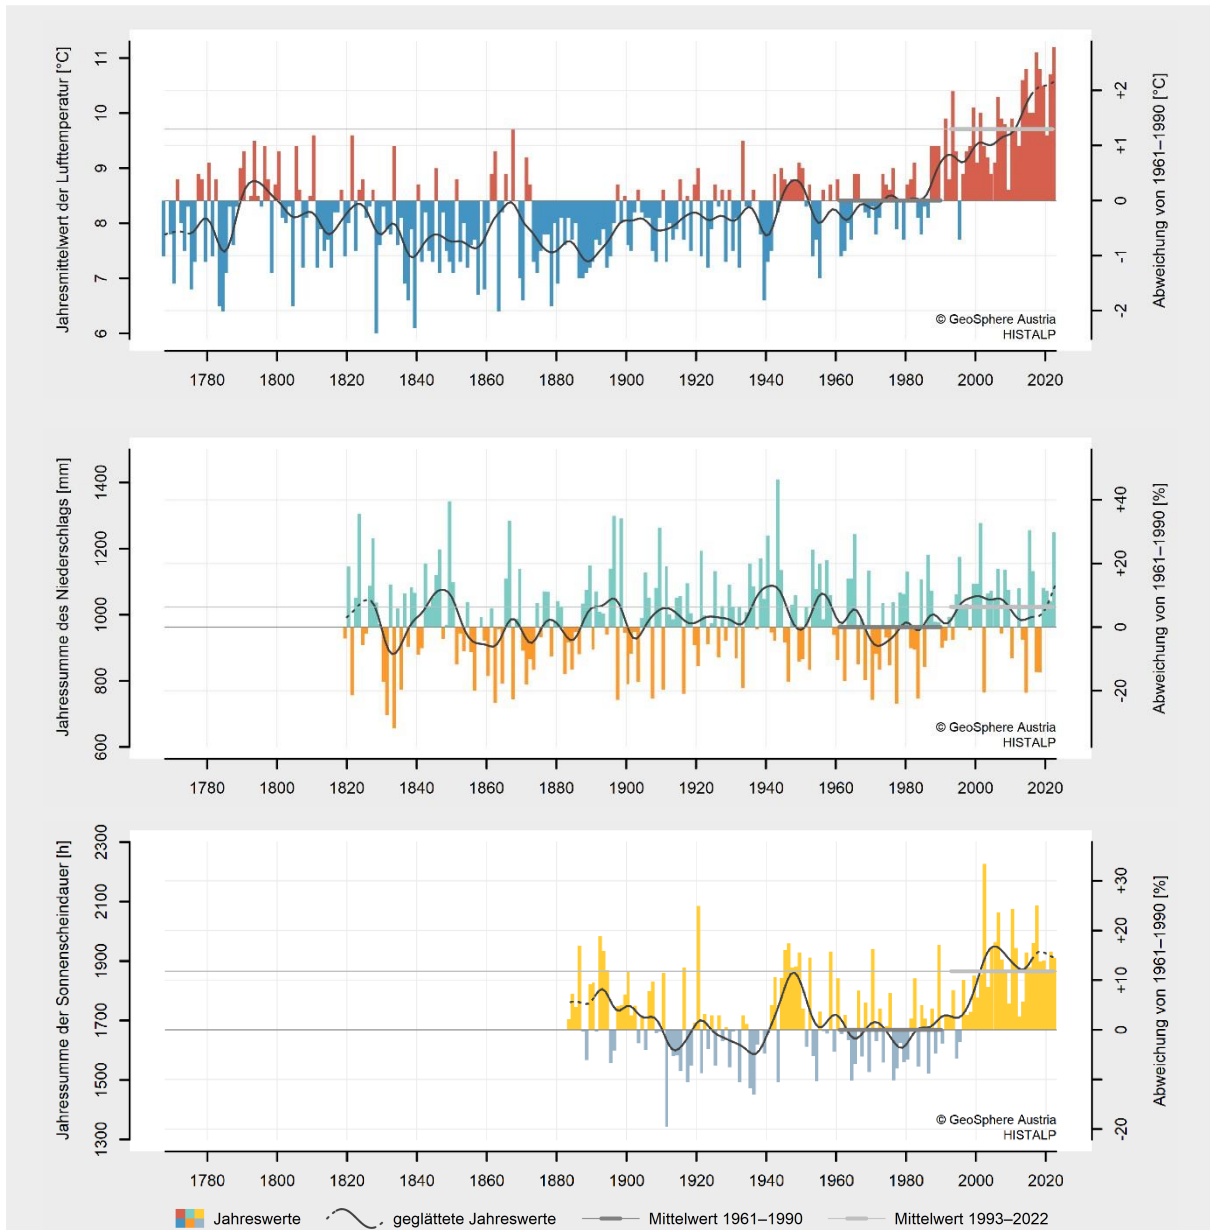 Jahresmittelwert der Lufttemperatur [°C]
11
10
9
8
7
6
+2
+1
0
-1
-2
Abweichung von 1961–1990 [°C]
© GeoSphere Austria
HISTALP
1780 1800 1820 1840 1860 1880 1900 1920 1940 1960 1980 2000 2020
Jahressumme des Niederschlags [mm]
1400
1200
1000
800
600
+40
+20
0
-20
Abweichung von 1961–1990 [%]
© GeoSphere Austria
HISTALP
1780 1800 1820 1840 1860 1880 1900 1920 1940 1960 1980 2000 2020
Jahressumme der Sonnenscheindauer [h]
2300
2100
1900
1700
1500
1300
+30
+20
+10
0
-20
Abweichung von 1961–1990 [%]
© GeoSphere Austria
HISTALP
1780 1800 1820 1840 1860 1880 1900 1920 1940 1960 1980 2000 2020
Jahreswerte geglättete Jahreswerte Mittelwert 1961–1990 Mittelwert 1993–2022